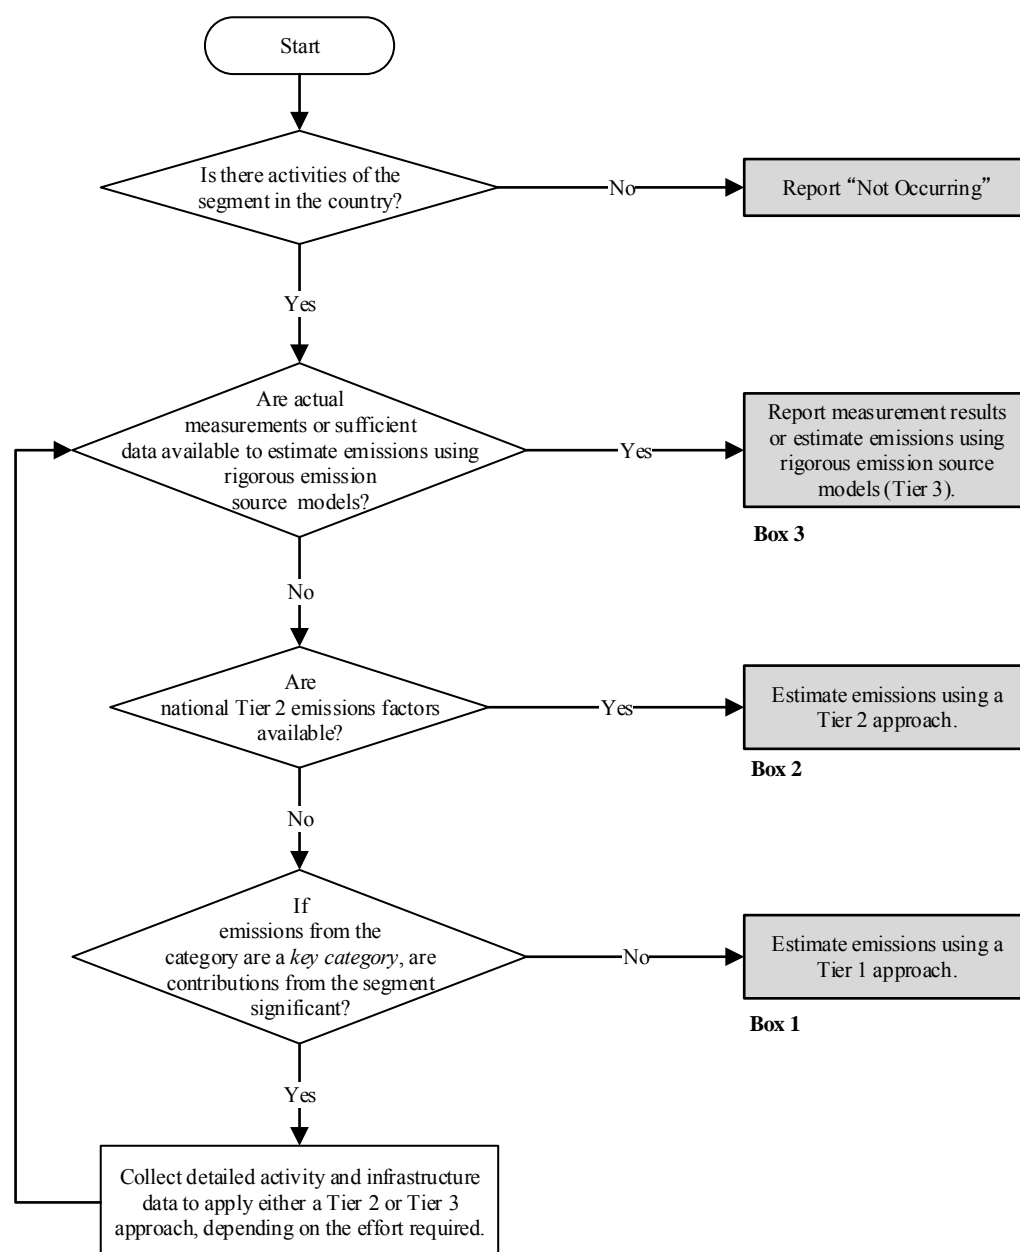 Start
Is there activities of the
segment in the country?
No
Report “Not Occurring”
Yes
Are actual
measurements or sufficient
data available to estimate emissions using
rigorous emission
source models?
Yes
Report measurement results
or estimate emissions using
rigorous emission source
models (Tier 3).
Box 3
No
Are
national Tier 2 emissions factors
available?
Yes
Estimate emissions using a
Tier 2 approach.
Box 2
No
If
emissions from the
category are a key category, are
contributions from the segment
significant?
No
Estimate emissions using a
Tier 1 approach.
Box 1
Yes
Collect detailed activity and infrastructure
data to apply either a Tier 2 or Tier 3
approach, depending on the effort required.